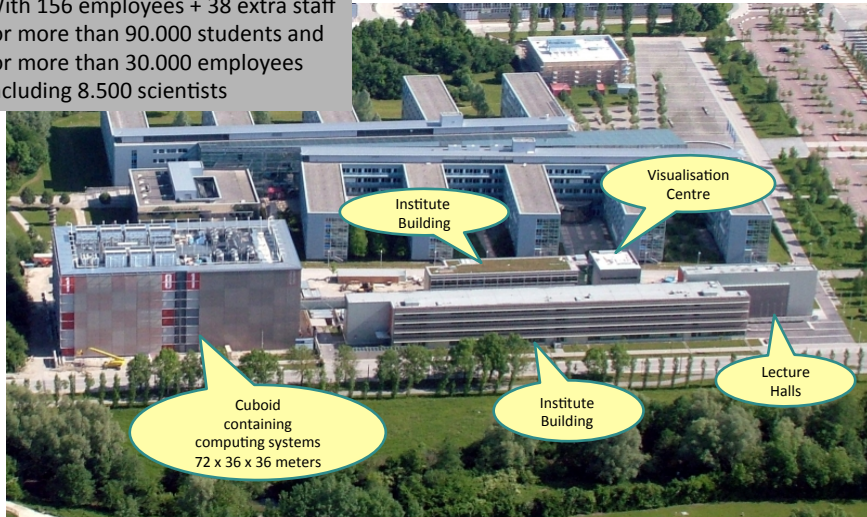 With 156 employees + 38 extra staff
or more than 90.000 students and
or more than 30.000 employees
ncluding 8.500 scientists
Visualisation
Centre
Institute
Building
Cuboid
containing
computing systems
72 x 36 x 36 meters
Institute
Building
Lecture
Halls